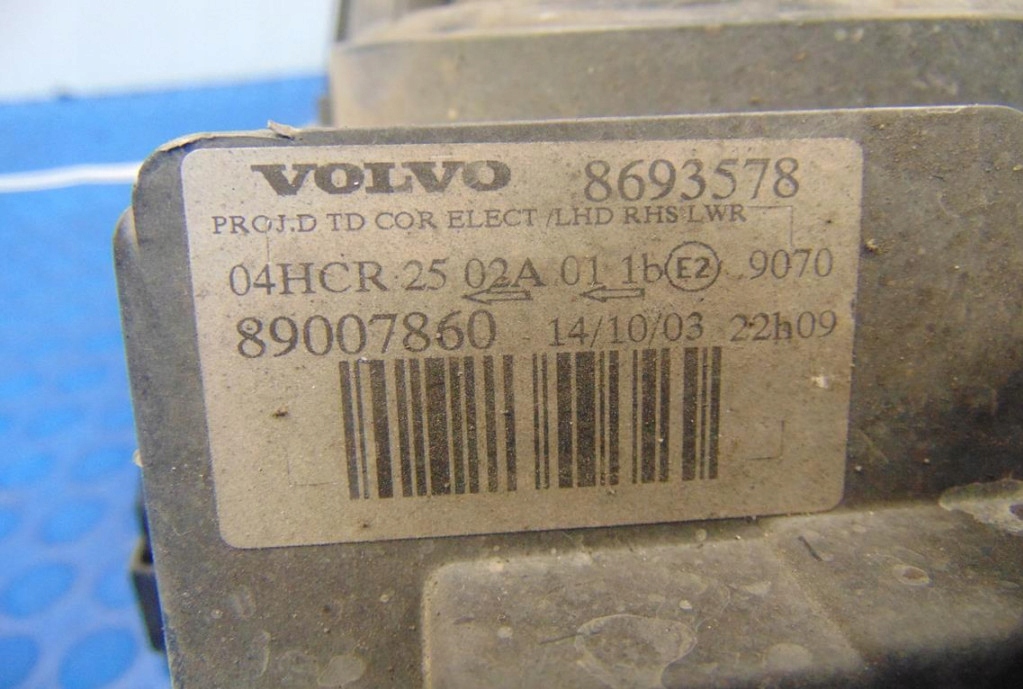 VOLVO 8693578
PROJ.D TD COR ELECT/LHD RHS LWR
04HCR 25 02A 01 1b E2 9070
89007860 14/10/03 22h09